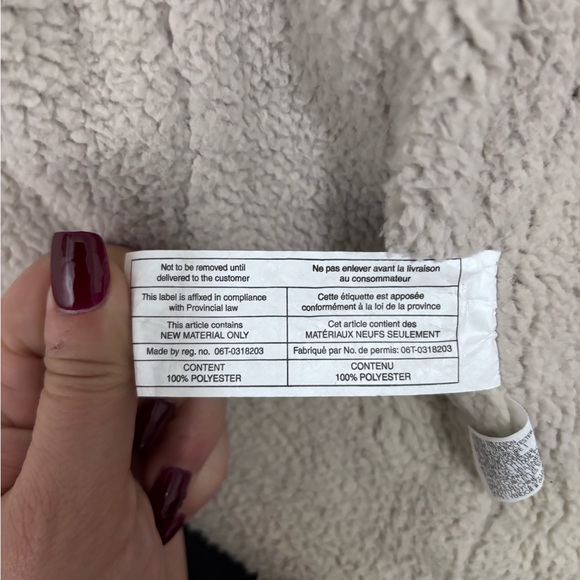 Not to be removed until
delivered to the customer
Ne pas enlever avant la livraison
au consommateur
This label is affixed in compliance
with Provincial law
Cette étiquette est apposée
conformément à la loi de la province
This article contains
NEW MATERIAL ONLY
Cet article contient des
MATÉRIAUX NEUFS SEULEMENT
Made by reg. no. 06T-0318203
Fabriqué par No. de permis: 06T-0318203
CONTENT
100% POLYESTER
CONTENU
100% POLYESTER